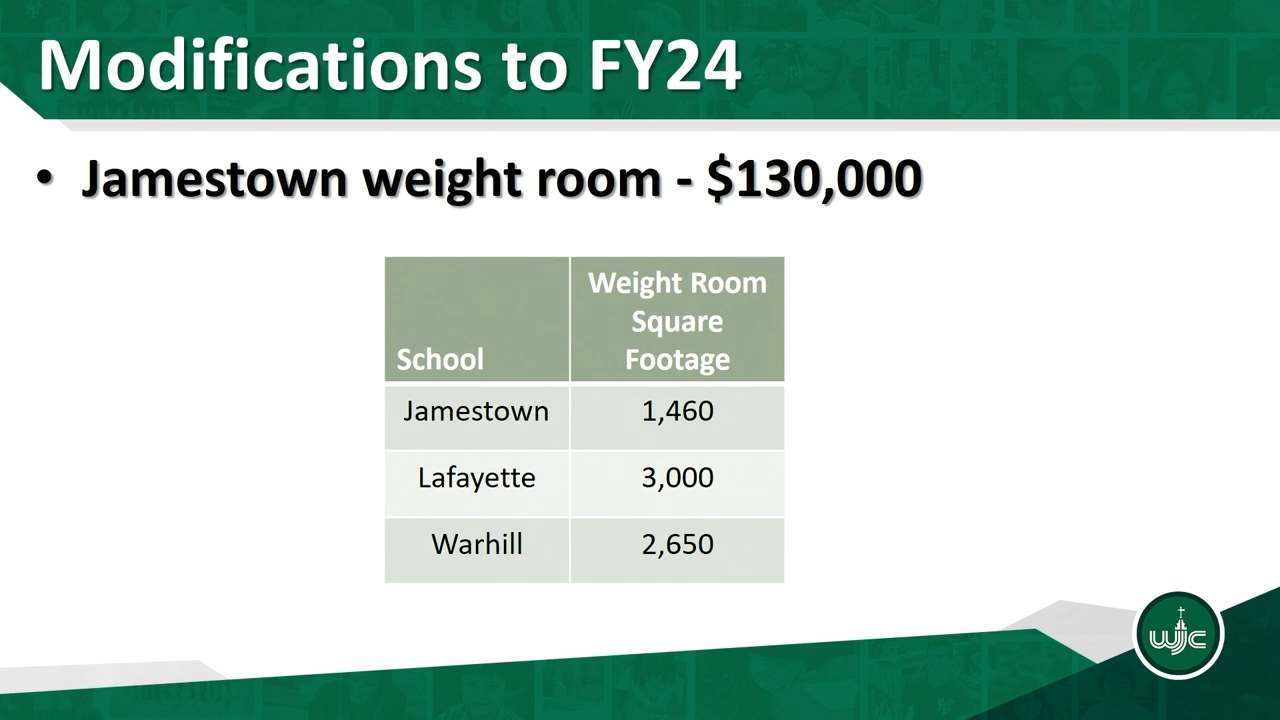 Modifications to FY24
• Jamestown weight room - $130,000
School
Weight Room
Square
Footage
Jamestown 1,460
Lafayette 3,000
Warhill 2,650
WJC